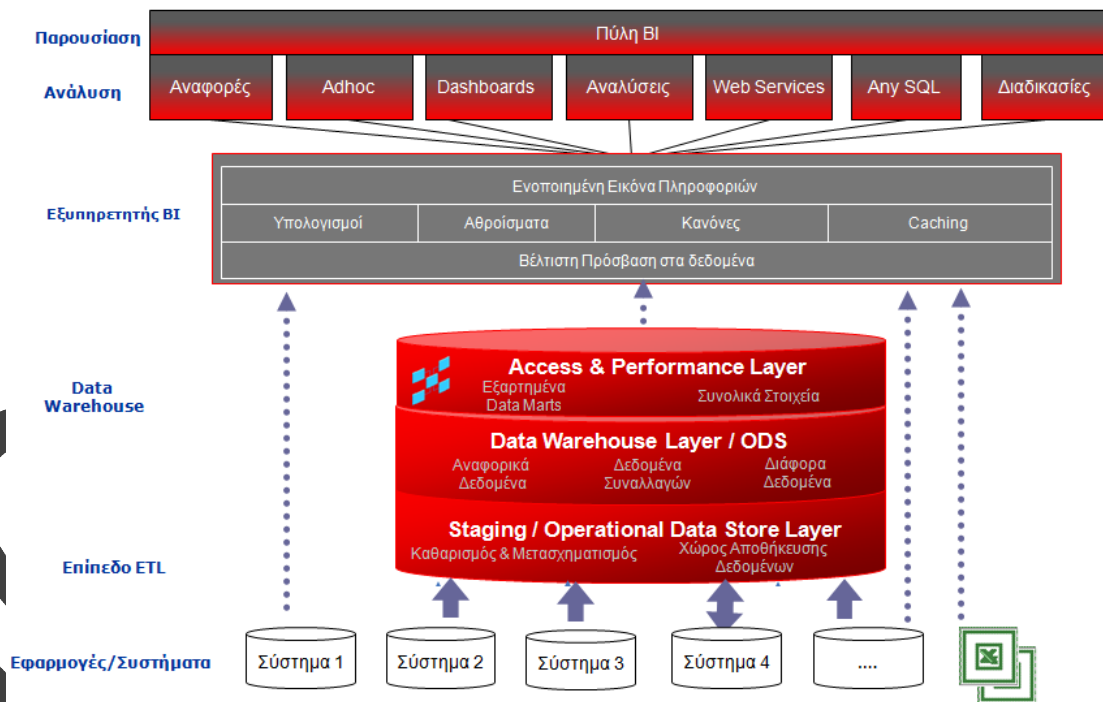 Παρουσίαση
Πύλη BI
Ανάλυση
Αναφορές
Adhoc
Dashboards
Αναλύσεις
Web Services
Any SQL
Διαδικασίες
Εξυπηρετητής BI
Ενοποιημένη Εικόνα Πληροφοριών
Υπολογισμοί
Αθροίσματα
Κανόνες
Caching
Βέλτιστη Πρόσβαση στα δεδομένα
Data
Warehouse
Access & Performance Layer
Εξαρτημένα
Data Marts
Συνολικά Στοιχεία
Data Warehouse Layer / ODS
Αναφορικά
Δεδομένα
Δεδομένα
Συναλλαγών
Διάφορα
Δεδομένα
Επίπεδο ETL
Staging / Operational Data Store Layer
Καθαρισμός & Μετασχηματισμός
Χώρος Αποθήκευσης
Δεδομένων
Εφαρμογές/Συστήματα
Σύστημα 1
Σύστημα 2
Σύστημα 3
Σύστημα 4
....